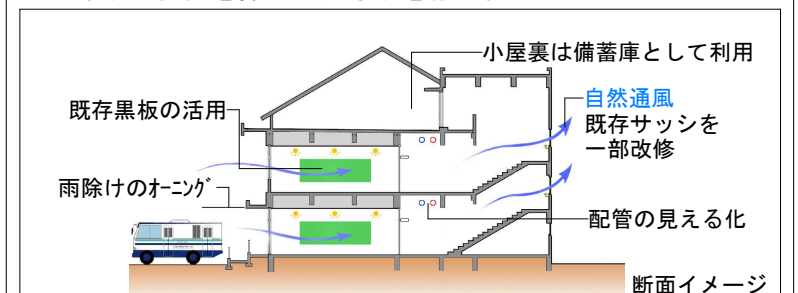 小屋裏は備蓄庫として利用
既存黒板の活用
自然通風
既存サッシを
一部改修
雨除けのオーニング
配管の見える化
断面イメージ